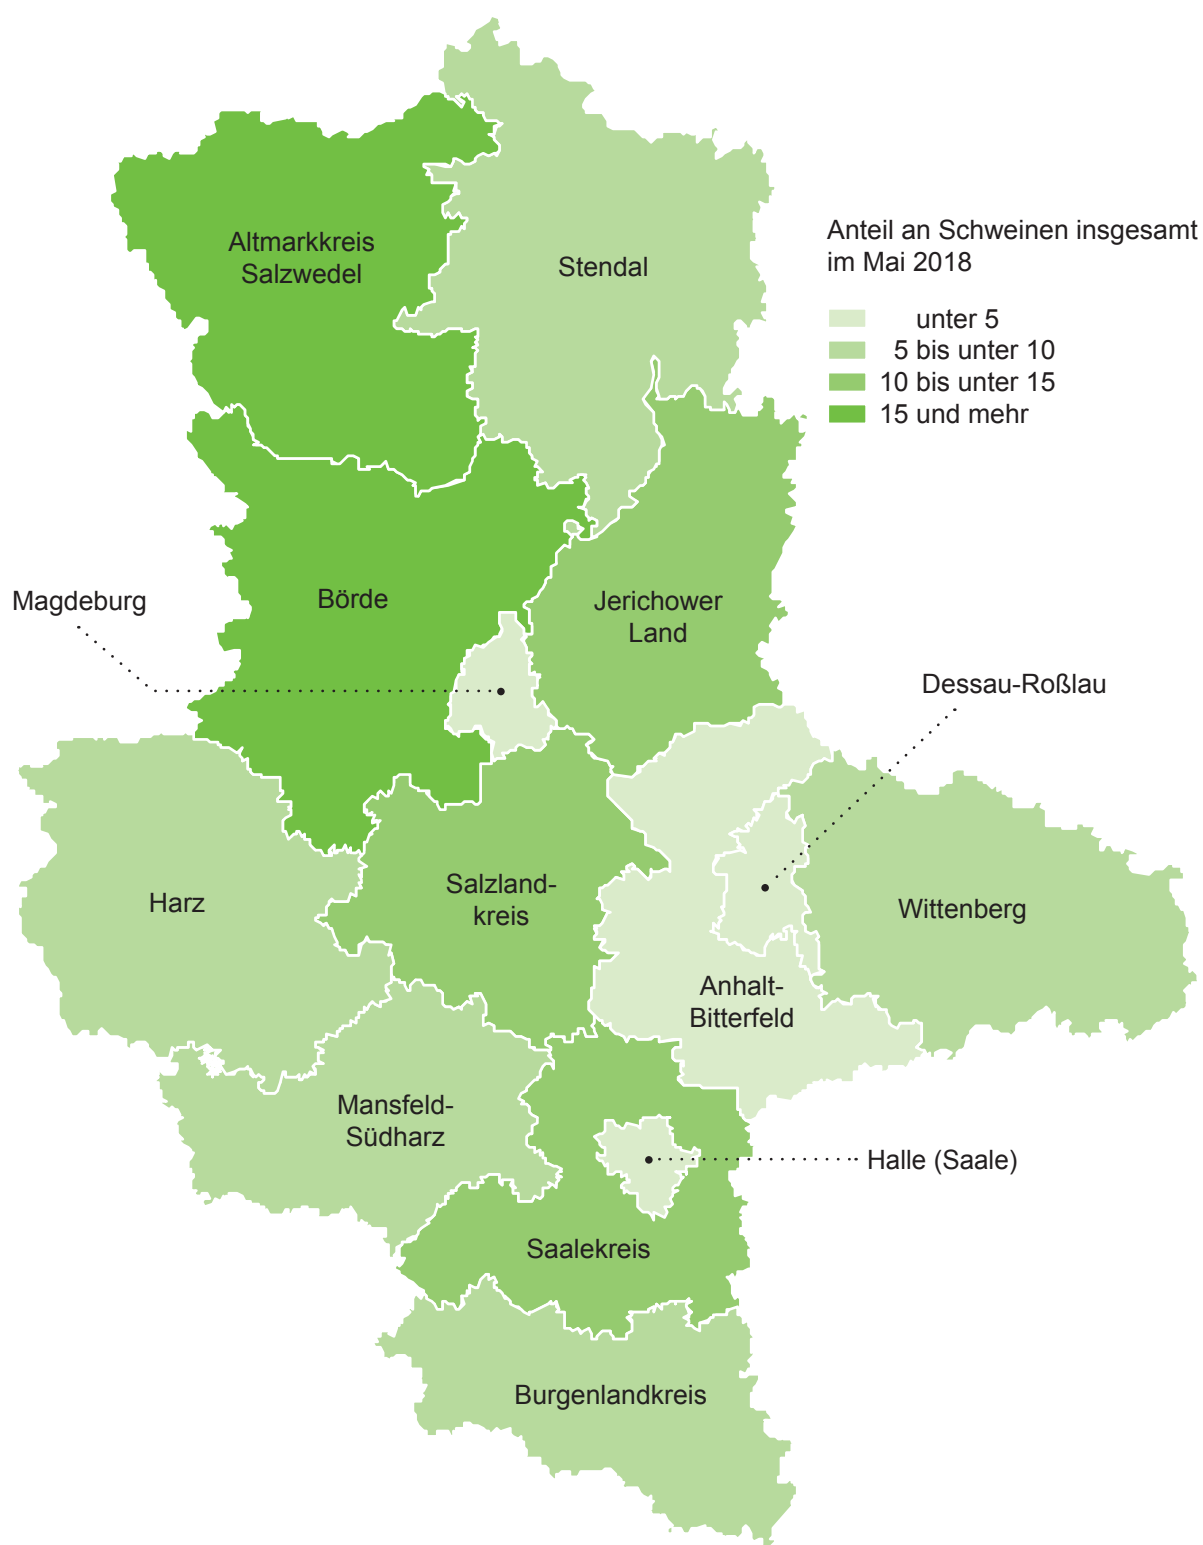 Altmarkkreis
Salzwedel
Stendal
Anteil an Schweinen insgesamt
im Mai 2018
unter 5
5 bis unter 10
10 bis unter 15
15 und mehr
Magdeburg
Börde
Jerichower
Land
Dessau-Roßlau
Harz
Salzland-
kreis
Wittenberg
Anhalt-
Bitterfeld
Mansfeld-
Südharz
Halle (Saale)
Saalekreis
Burgenlandkreis